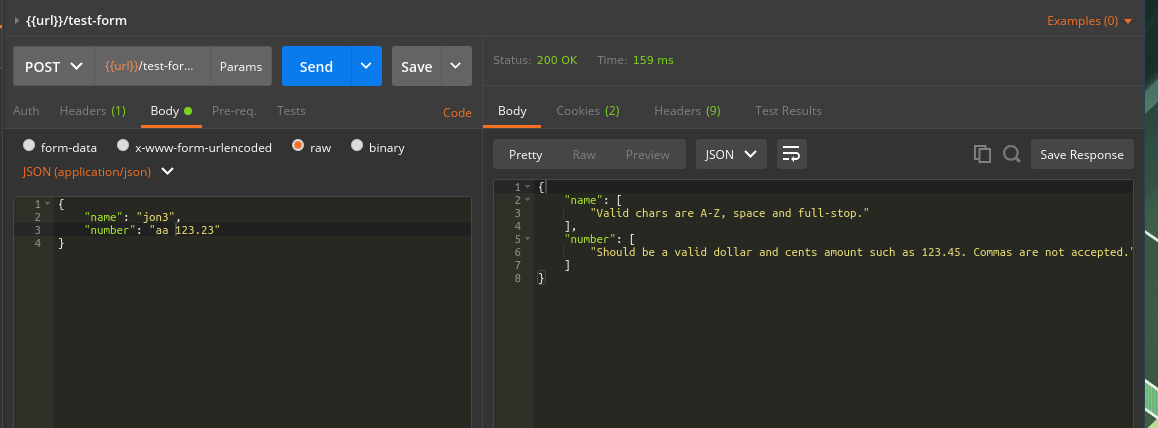 {{url}}/test-form
Examples (0)
POST {{url}}/test-for... Params Send Save
Status: 200 OK Time: 159 ms
Auth Headers (1) Body Pre-req. Tests Code
Body Cookies (2) Headers (9) Test Results
form-data x-www-form-urlencoded raw binary
JSON (application/json)
Pretty Raw Preview JSON Save Response
1 {
2 "name": "jon3",
3 "number": "aa 123.23"
4 }
1 {
2 "name": [
3 "Valid chars are A-Z, space and full-stop."
4 ],
5 "number": [
6 "Should be a valid dollar and cents amount such as 123.45. Commas are not accepted."
7 ]
8 }